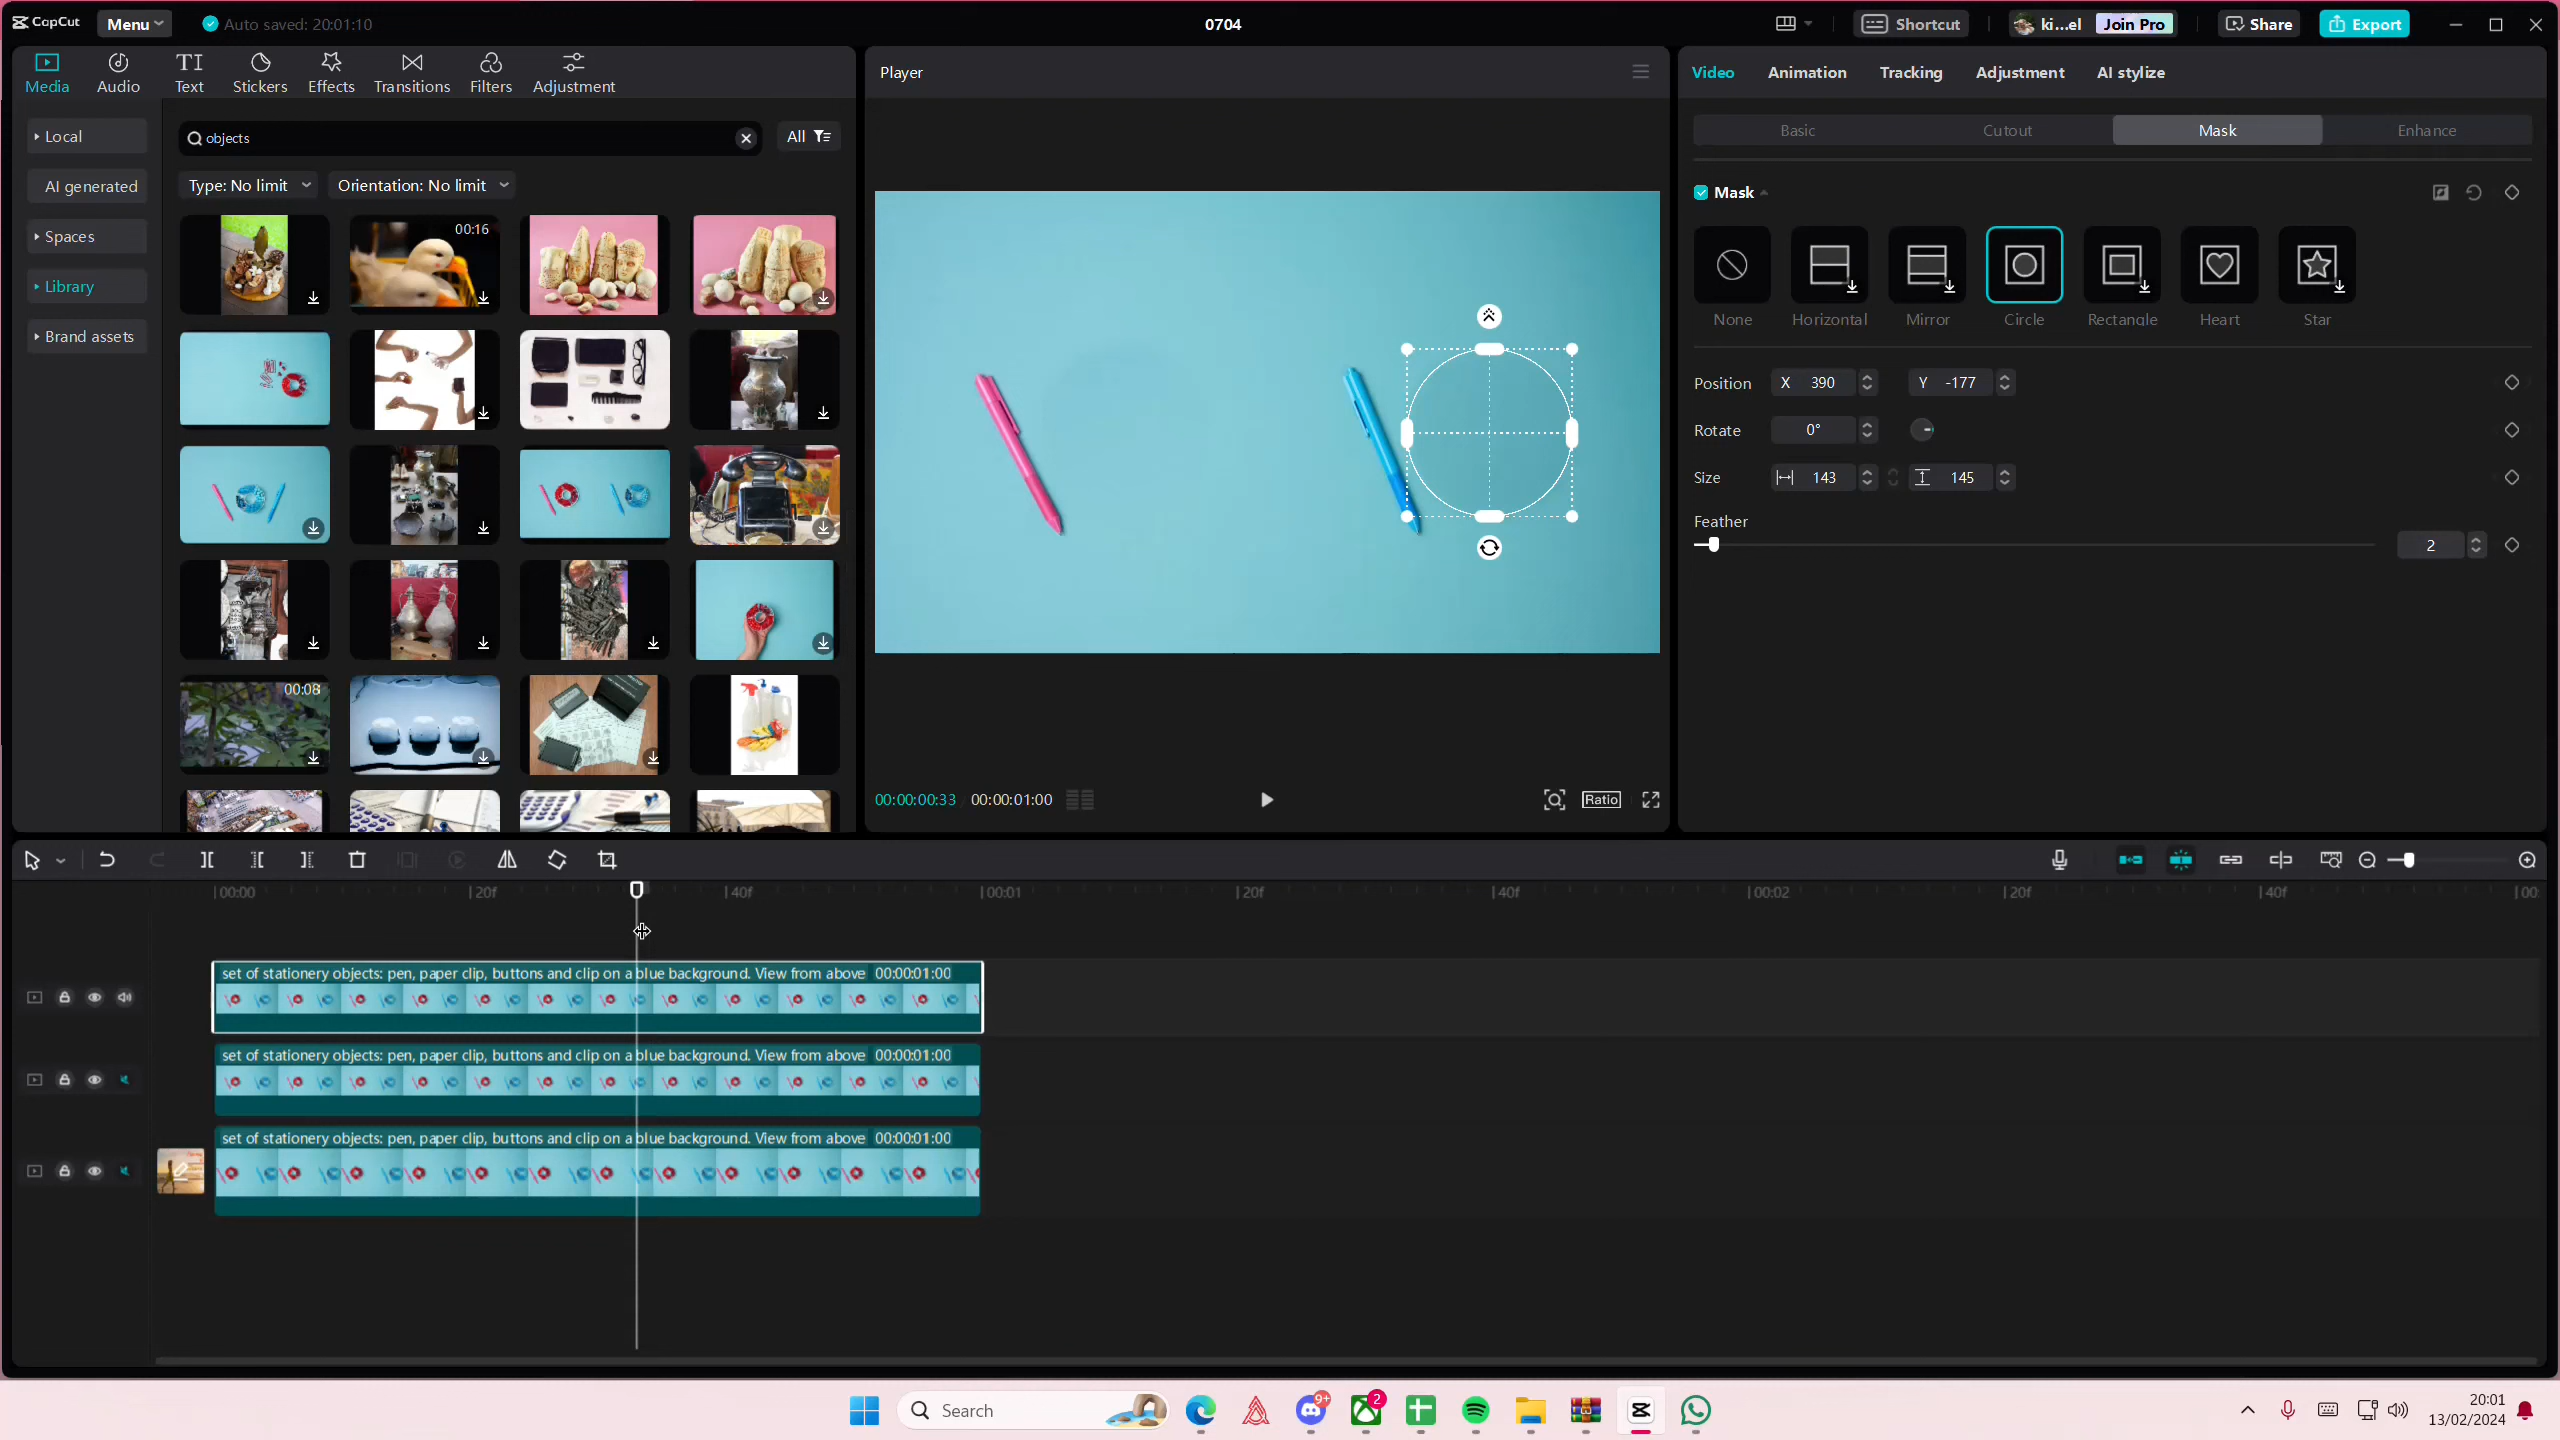 CapCut
Menu
Auto saved: 20:01:10
0704
Shortcut
ki...el
Join Pro
Share
Export
Media
Audio
TI
Text
Stickers
Effects
Transitions
Filters
Adjustment
Player
Video
Animation
Tracking
Adjustment
AI stylize
Local
AI generated
Spaces
Library
Brand assets
objects
All
Type: No limit
Orientation: No limit
00:16
00:08
Basic
Cutout
Mask
Enhance
Mask
None
Horizontal
Mirror
Circle
Rectangle
Heart
Star
Position
X 390
Y -177
Rotate
0°
Size
143
145
Feather
2
00:00:00:33
00:00:01:00
Ratio
00:00
20f
40f
00:01
20f
40f
00:02
20f
40f
00:
set of stationery objects: pen, paper clip, buttons and clip on a blue background. View from above 00:00:01:00
set of stationery objects: pen, paper clip, buttons and clip on a blue background. View from above 00:00:01:00
set of stationery objects: pen, paper clip, buttons and clip on a blue background. View from above 00:00:01:00
Search
9+
2
20:01
13/02/2024